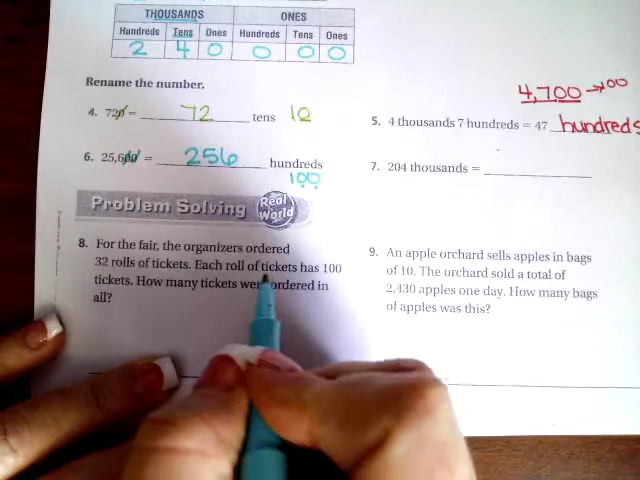 THOUSANDS ONES
Hundreds Tens Ones Hundreds Tens Ones
2 4 0 0 0 0
Rename the number.
4. 720 = 72 tens 10
4,700 → 00
5. 4 thousands 7 hundreds = 47 hundreds
6. 25,600 = 256 hundreds
100
7. 204 thousands =
Problem Solving Real World
8. For the fair, the organizers ordered
32 rolls of tickets. Each roll of tickets has 100
tickets. How many tickets were ordered in
all?
9. An apple orchard sells apples in bags
of 10. The orchard sold a total of
2,430 apples one day. How many bags
of apples was this?